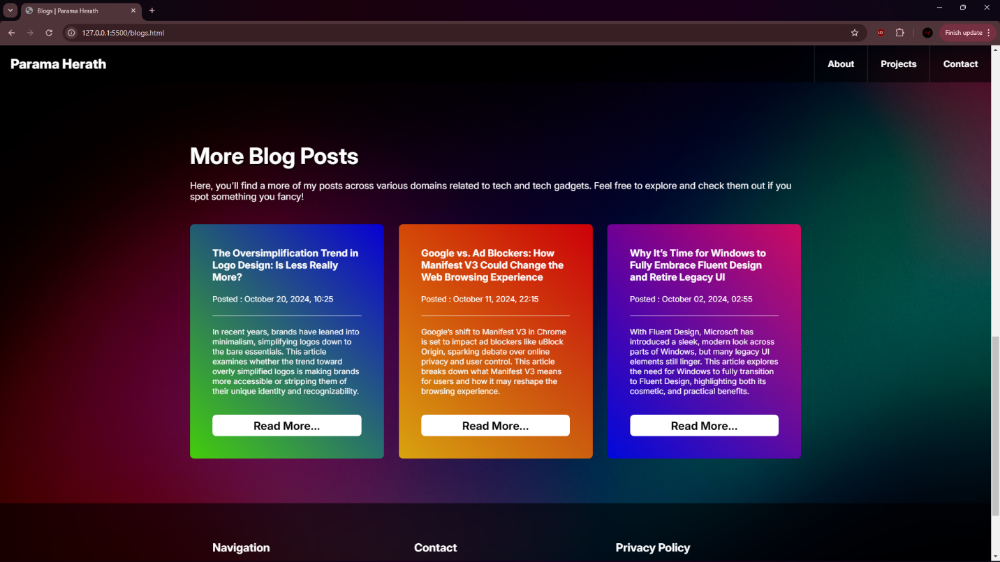 Blogs | Parama Herath
127.0.0.1:5500/blogs.html
Finish update
Parama Herath
About
Projects
Contact
More Blog Posts
Here, you'll find a more of my posts across various domains related to tech and tech gadgets. Feel free to explore and check them out if you
spot something you fancy!
The Oversimplification Trend in
Logo Design: Is Less Really
More?
Posted : October 20, 2024, 10:25
In recent years, brands have leaned into
minimalism, simplifying logos down to
the bare essentials. This article
examines whether the trend toward
overly simplified logos is making brands
more accessible or stripping them of
their unique identity and recognizability.
Read More...
Google vs. Ad Blockers: How
Manifest V3 Could Change the
Web Browsing Experience
Posted : October 11, 2024, 22:15
Google's shift to Manifest V3 in Chrome
is set to impact ad blockers like uBlock
Origin, sparking debate over online
privacy and user control. This article
breaks down what Manifest V3 means
for users and how it may reshape the
browsing experience.
Read More...
Why It's Time for Windows to
Fully Embrace Fluent Design
and Retire Legacy UI
Posted : October 02, 2024, 02:55
With Fluent Design, Microsoft has
introduced a sleek, modern look across
parts of Windows, but many legacy UI
elements still linger. This article explores
the need for Windows to fully transition
to Fluent Design, highlighting both its
cosmetic, and practical benefits.
Read More...
Navigation
Contact
Privacy Policy